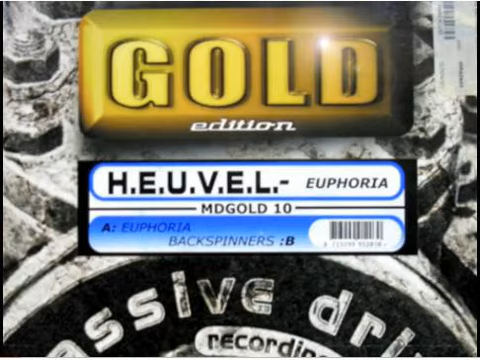 GOLD
edition
H.E.U.V.E.L.- EUPHORIA
MDGOLD 10
A: EUPHORIA
BACKSPINNERS :B
assive dri
recordin